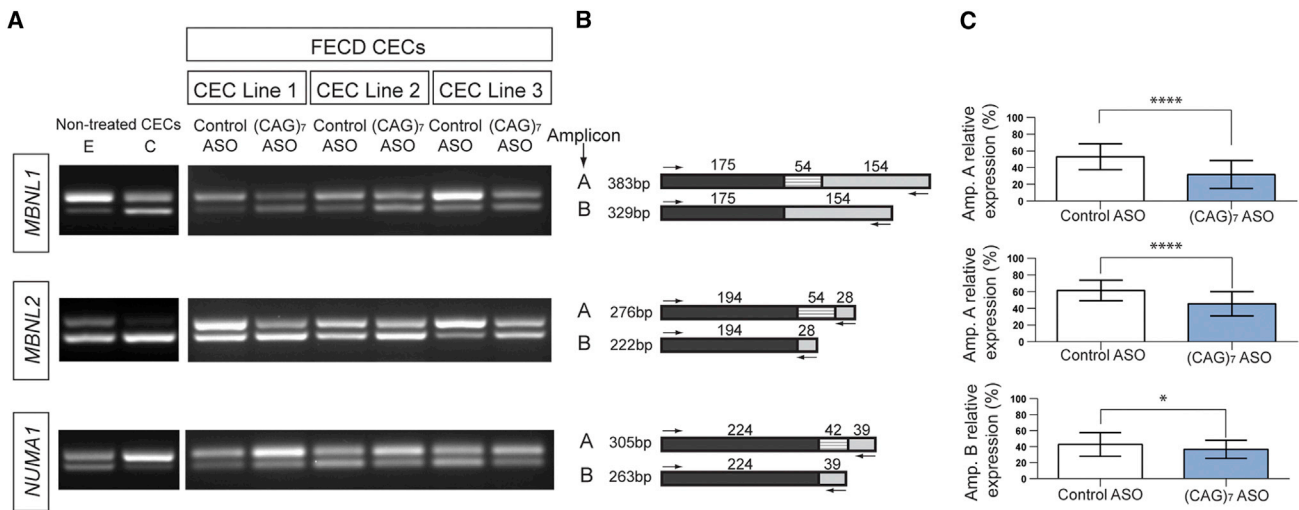 A
FECD CECs
CEC Line 1 CEC Line 2 CEC Line 3
Non-treated CECs
E C
Control ASO (CAG)₇ ASO Control ASO (CAG)₇ ASO Control ASO (CAG)₇ ASO
MBNL1
MBNL2
NUMA1
B
Amplicon
A 383bp 175 54 154
B 329bp 175 154
A 276bp 194 54 28
B 222bp 194 28
A 305bp 224 42 39
B 263bp 224 39
C
Amp. A relative
expression (%)
100
80
60
40
20
0
****
Control ASO (CAG)₇ ASO
Amp. A relative
expression (%)
100
80
60
40
20
0
****
Control ASO (CAG)₇ ASO
Amp. B relative
expression (%)
100
80
60
40
20
0
*
Control ASO (CAG)₇ ASO